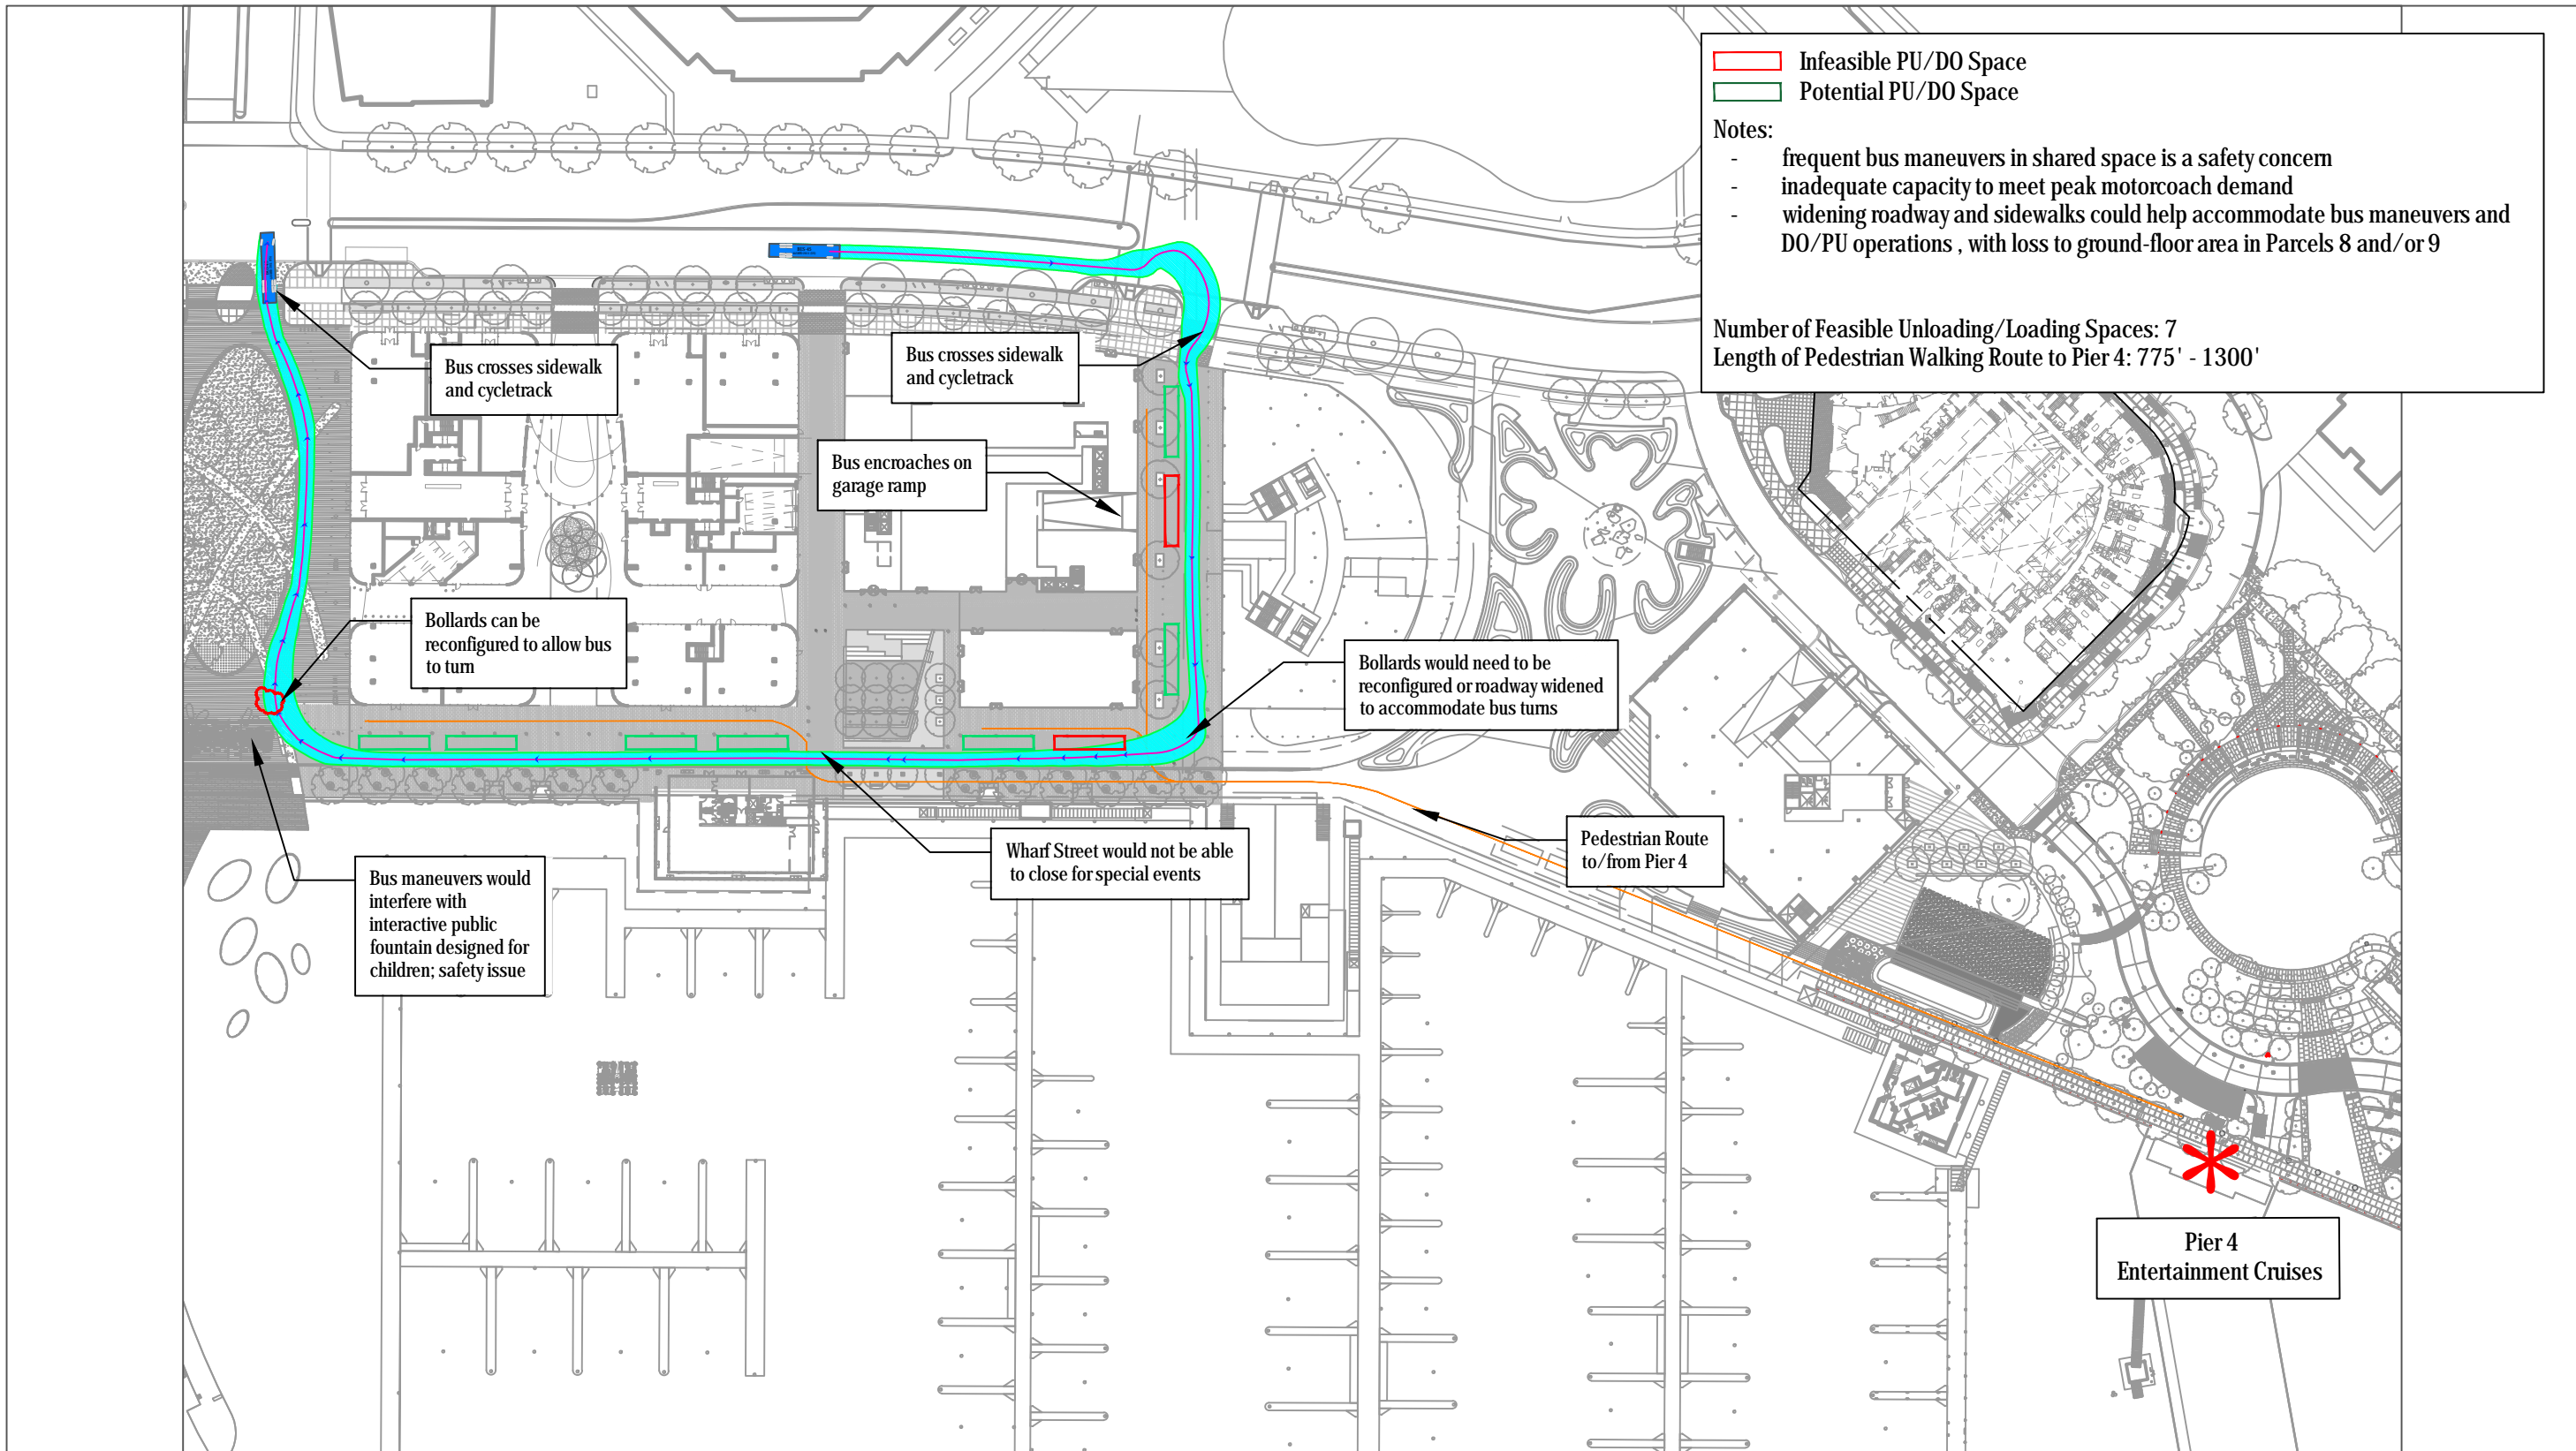 Infeasible PU/DO Space
Potential PU/DO Space
Notes:
- frequent bus maneuvers in shared space is a safety concern
- inadequate capacity to meet peak motorcoach demand
- widening roadway and sidewalks could help accommodate bus maneuvers and
DO/PU operations , with loss to ground-floor area in Parcels 8 and/or 9
Number of Feasible Unloading/Loading Spaces: 7
Length of Pedestrian Walking Route to Pier 4: 775' - 1300'
Bus crosses sidewalk
and cycletrack
Bus crosses sidewalk
and cycletrack
Bus encroaches on
garage ramp
Bollards can be
reconfigured to allow bus
to turn
Bollards would need to be
reconfigured or roadway widened
to accommodate bus turns
Wharf Street would not be able
to close for special events
Pedestrian Route
to/from Pier 4
Bus maneuvers would
interfere with
interactive public
fountain designed for
children; safety issue
Pier 4
Entertainment Cruises